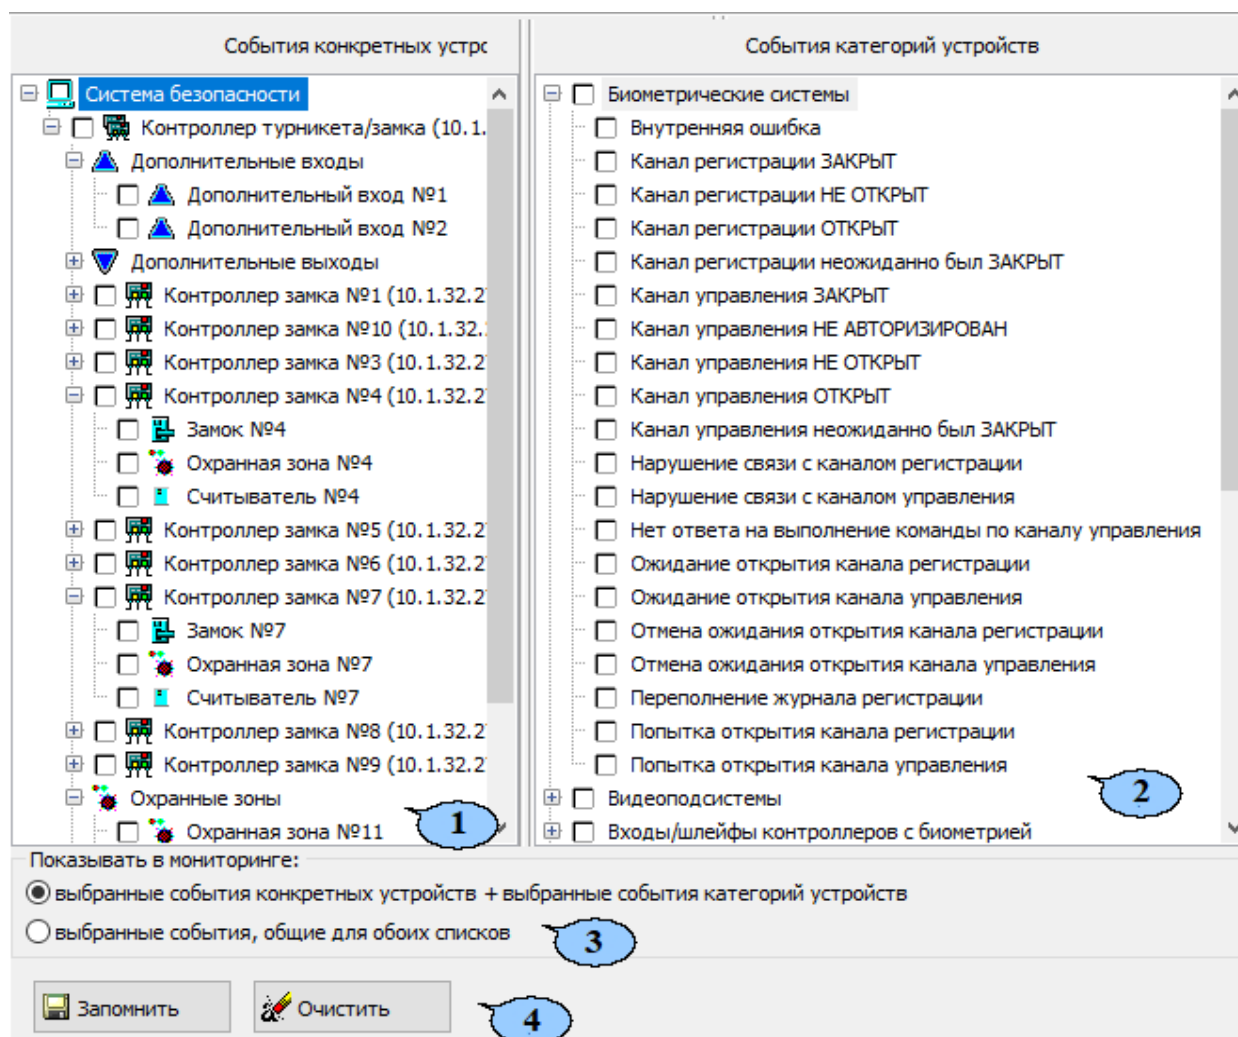 События конкретных устрс
Система безопасности
Контроллер турникета/замка (10.1.
Дополнительные входы
Дополнительный вход №1
Дополнительный вход №2
Дополнительные выходы
Контроллер замка №1 (10.1.32.2
Контроллер замка №10 (10.1.32.
Контроллер замка №3 (10.1.32.2
Контроллер замка №4 (10.1.32.2
Замок №4
Охранная зона №4
Считыватель №4
Контроллер замка №5 (10.1.32.2
Контроллер замка №6 (10.1.32.2
Контроллер замка №7 (10.1.32.2
Замок №7
Охранная зона №7
Считыватель №7
Контроллер замка №8 (10.1.32.2
Контроллер замка №9 (10.1.32.2
Охранные зоны
Охранная зона №11
1
События категорий устройств
Биометрические системы
Внутренняя ошибка
Канал регистрации ЗАКРЫТ
Канал регистрации НЕ ОТКРЫТ
Канал регистрации ОТКРЫТ
Канал регистрации неожиданно был ЗАКРЫТ
Канал управления ЗАКРЫТ
Канал управления НЕ АВТОРИЗИРОВАН
Канал управления НЕ ОТКРЫТ
Канал управления ОТКРЫТ
Канал управления неожиданно был ЗАКРЫТ
Нарушение связи с каналом регистрации
Нарушение связи с каналом управления
Нет ответа на выполнение команды по каналу управления
Ожидание открытия канала регистрации
Ожидание открытия канала управления
Отмена ожидания открытия канала регистрации
Отмена ожидания открытия канала управления
Переполнение журнала регистрации
Попытка открытия канала регистрации
Попытка открытия канала управления
2
Видеоподсистемы
Входы/шлейфы контроллеров с биометрией
Показывать в мониторинге:
выбранные события конкретных устройств + выбранные события категорий устройств
выбранные события, общие для обоих списков
3
Запомнить
Очистить
4